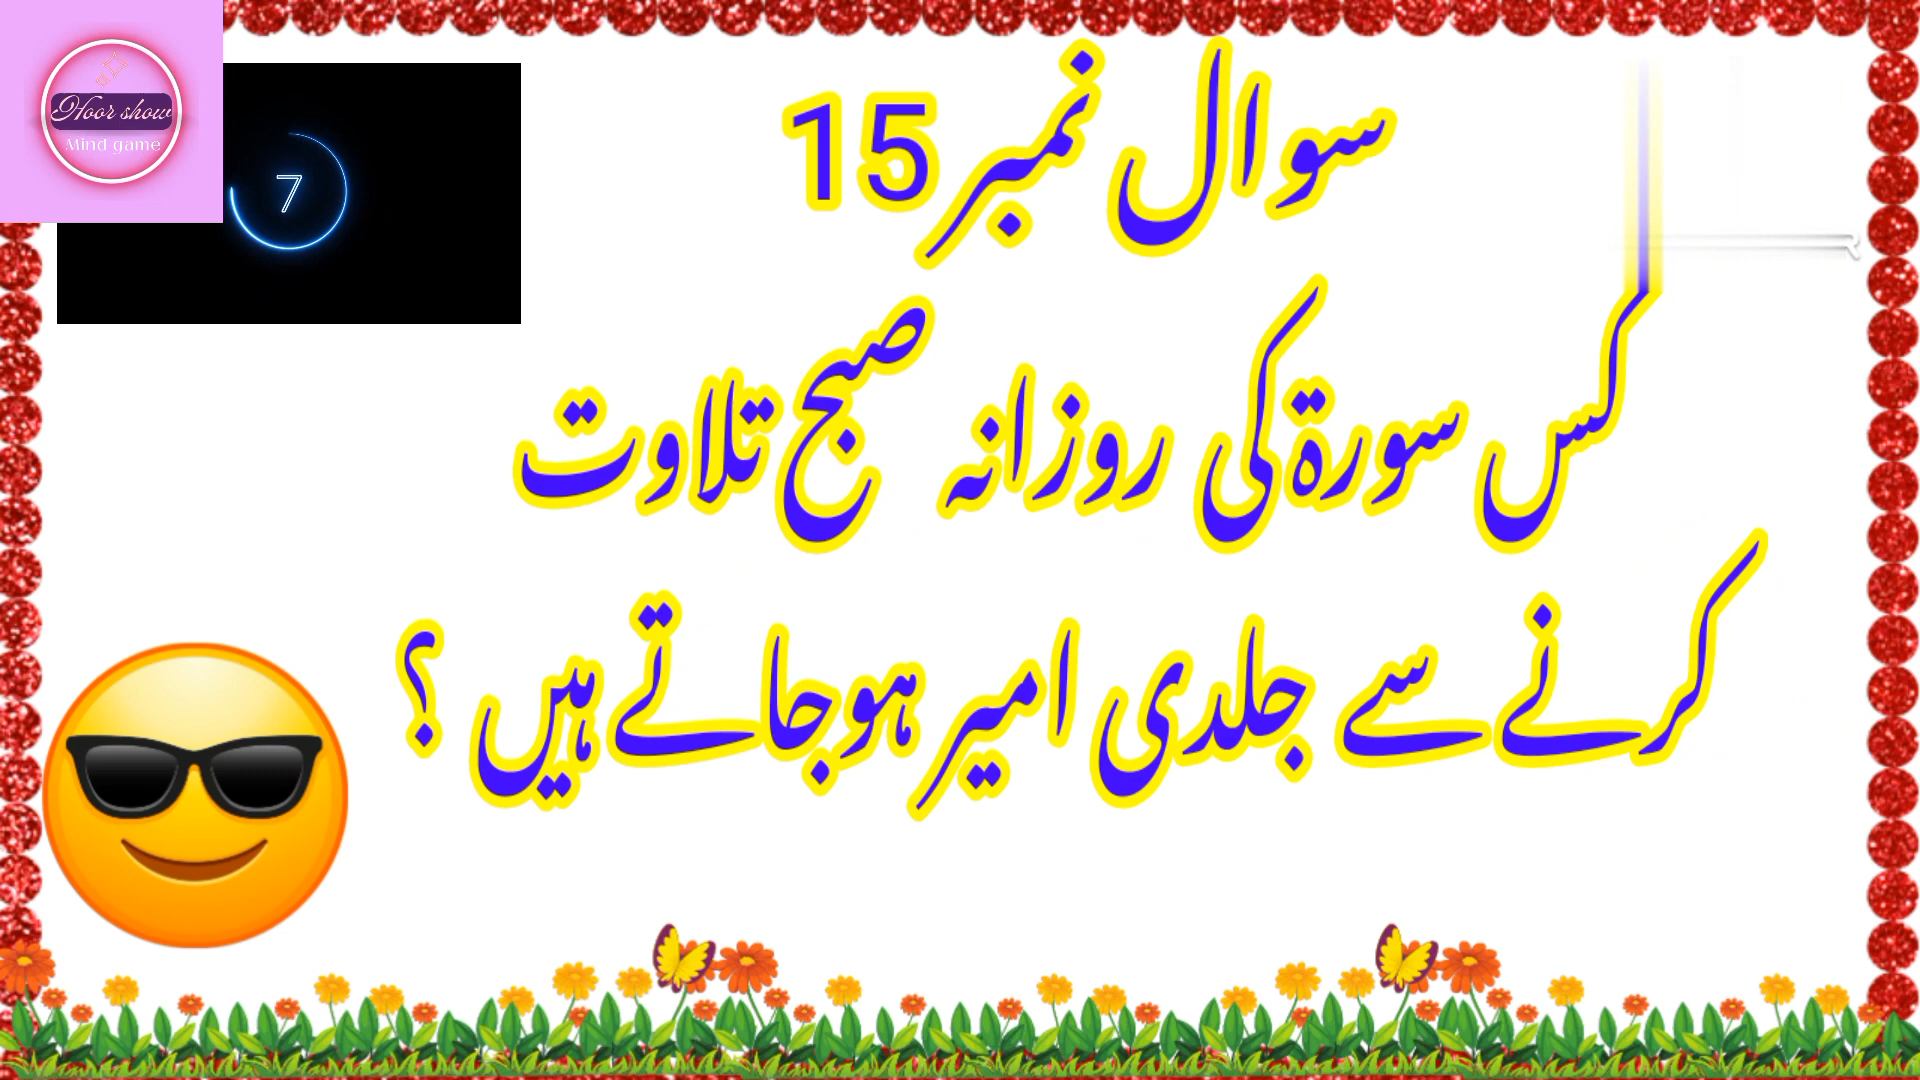 Hoor show
Mind game
7
سوال نمبر 15
کس سورۃ کی روزانہ صبح تلاوت
کرنے سے جلدی امیر ہوجاتے ہیں ؟